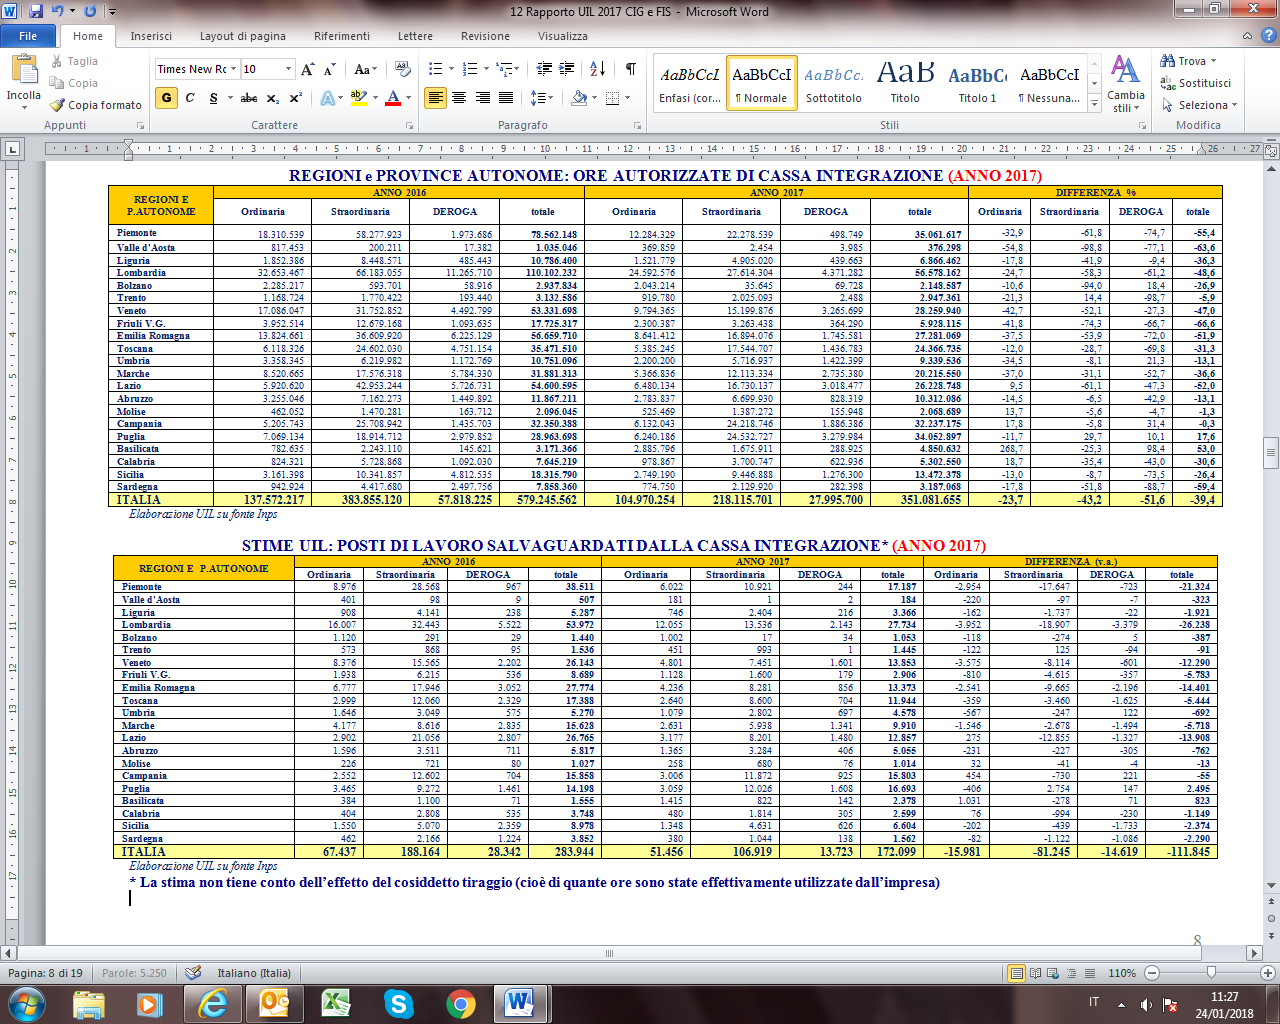 12 Rapporto UIL 2017 CIG e FIS - Microsoft Word
File Home Inserisci Layout di pagina Riferimenti Lettere Revisione Visualizza
Incolla
Taglia
Copia
Copia formato
Appunti
Times New Ro 10
G C S abc x₂ x²
Carattere
Paragrafo
AaBbCcI AaBbCcI AaBbCc. AaB AaBbCc AaBbCcI
Enfasi (cor... ¶ Normale Sottotitolo Titolo Titolo 1 ¶ Nessuna...
Cambia stili
Stili
Trova
Sostituisci
Seleziona
Modifica
REGIONI e PROVINCE AUTONOME: ORE AUTORIZZATE DI CASSA INTEGRAZIONE (ANNO 2017)
REGIONI E P.AUTONOME ANNO 2016 ANNO 2017 DIFFERENZA %
Ordinaria Straordinaria DEROGA totale Ordinaria Straordinaria DEROGA totale Ordinaria Straordinaria DEROGA totale
Piemonte 18.310.539 58.277.923 1.973.686 78.562.148 12.284.329 22.278.539 498.749 35.061.617 -32,9 -61,8 -74,7 -55,4
Valle d'Aosta 817.453 200.211 17.382 1.035.046 369.859 2.454 3.985 376.298 -54,8 -98,8 -77,1 -63,6
Liguria 1.852.386 8.448.571 485.443 10.786.400 1.521.779 4.905.020 439.663 6.866.462 -17,8 -41,9 -9,4 -36,3
Lombardia 32.653.467 66.183.055 11.265.710 110.102.232 24.592.576 27.614.304 4.371.282 56.578.162 -24,7 -58,3 -61,2 -48,6
Bolzano 2.285.217 593.701 58.916 2.937.834 2.043.214 35.645 69.728 2.148.587 -10,6 -94,0 18,4 -26,9
Trento 1.168.724 1.770.422 193.440 3.132.586 919.780 2.025.093 2.488 2.947.361 -21,3 14,4 -98,7 -5,9
Veneto 17.086.047 31.752.852 4.492.799 53.331.698 9.794.365 15.199.876 3.265.699 28.259.940 -42,7 -52,1 -27,3 -47,0
Friuli V.G. 3.952.514 12.679.168 1.093.635 17.725.317 2.300.387 3.263.438 364.290 5.928.115 -41,8 -74,3 -66,7 -66,6
Emilia Romagna 13.824.661 36.609.920 6.225.129 56.659.710 8.641.412 16.894.076 1.745.581 27.281.069 -37,5 -53,9 -72,0 -51,9
Toscana 6.118.326 24.602.030 4.751.154 35.471.510 5.385.245 17.544.707 1.436.783 24.366.735 -12,0 -28,7 -69,8 -31,3
Umbria 3.358.345 6.219.982 1.172.769 10.751.096 2.200.200 5.716.937 1.422.399 9.339.536 -34,5 -8,1 21,3 -13,1
Marche 8.520.665 17.576.318 5.784.330 31.881.313 5.366.836 12.113.334 2.735.380 20.215.550 -37,0 -31,1 -52,7 -36,6
Lazio 5.920.620 42.953.244 5.726.731 54.600.595 6.480.134 16.730.137 3.018.477 26.228.748 9,5 -61,1 -47,3 -52,0
Abruzzo 3.255.046 7.162.273 1.449.892 11.867.211 2.783.837 6.699.930 828.319 10.312.086 -14,5 -6,5 -42,9 -13,1
Molise 462.052 1.470.281 163.712 2.096.045 525.469 1.387.272 155.948 2.068.689 13,7 -5,6 -4,7 -1,3
Campania 5.205.743 25.708.942 1.435.703 32.350.388 6.132.043 24.218.746 1.886.386 32.237.175 17,8 -5,8 31,4 -0,3
Puglia 7.069.134 18.914.712 2.979.852 28.963.698 6.240.186 24.532.727 3.279.984 34.052.897 -11,7 29,7 10,1 17,6
Basilicata 782.635 2.243.110 145.621 3.171.366 2.885.796 1.675.911 288.925 4.850.632 268,7 -25,3 98,4 53,0
Calabria 824.321 5.728.868 1.092.030 7.645.219 978.867 3.700.747 622.936 5.302.550 18,7 -35,4 -43,0 -30,6
Sicilia 3.161.398 10.341.857 4.812.535 18.315.790 2.749.190 9.446.888 1.276.300 13.472.378 -13,0 -8,7 -73,5 -26,4
Sardegna 942.924 4.417.680 2.497.756 7.858.360 774.750 2.129.920 282.398 3.187.068 -17,8 -51,8 -88,7 -59,4
ITALIA 137.572.217 383.855.120 57.818.225 579.245.562 104.970.254 218.115.701 27.995.700 351.081.655 -23,7 -43,2 -51,6 -39,4
Elaborazione UIL su fonte Inps
STIME UIL: POSTI DI LAVORO SALVAGUARDATI DALLA CASSA INTEGRAZIONE* (ANNO 2017)
REGIONI E P.AUTONOME ANNO 2016 ANNO 2017 DIFFERENZA (v.a.)
Ordinaria Straordinaria DEROGA totale Ordinaria Straordinaria DEROGA totale Ordinaria Straordinaria DEROGA totale
Piemonte 8.976 28.568 967 38.511 6.022 10.921 244 17.187 -2.954 -17.647 -723 -21.324
Valle d'Aosta 401 98 9 507 181 1 2 184 -220 -97 -7 -323
Liguria 908 4.141 238 5.287 746 2.404 216 3.366 -162 -1.737 -22 -1.921
Lombardia 16.007 32.443 5.522 53.972 12.055 13.536 2.143 27.734 -3.952 -18.907 -3.379 -26.238
Bolzano 1.120 291 29 1.440 1.002 17 34 1.053 -118 -274 5 -387
Trento 573 868 95 1.536 451 993 1 1.445 -122 125 -94 -91
Veneto 8.376 15.565 2.202 26.143 4.801 7.451 1.601 13.853 -3.575 -8.114 -601 -12.290
Friuli V.G. 1.938 6.215 536 8.689 1.128 1.600 179 2.906 -810 -4.615 -357 -5.783
Emilia Romagna 6.777 17.946 3.052 27.774 4.236 8.281 856 13.373 -2.541 -9.665 -2.196 -14.401
Toscana 2.999 12.060 2.329 17.388 2.640 8.600 704 11.944 -359 -3.460 -1.625 -5.444
Umbria 1.646 3.049 575 5.270 1.079 2.802 697 4.578 -567 -247 122 -692
Marche 4.177 8.616 2.835 15.628 2.631 5.938 1.341 9.910 -1.546 -2.678 -1.494 -5.718
Lazio 2.902 21.056 2.807 26.765 3.177 8.201 1.480 12.857 275 -12.855 -1.327 -13.908
Abruzzo 1.596 3.511 711 5.817 1.365 3.284 406 5.055 -231 -227 -305 -762
Molise 226 721 80 1.027 258 680 76 1.014 32 -41 -4 -13
Campania 2.552 12.602 704 15.858 3.006 11.872 925 15.803 454 -730 221 -55
Puglia 3.465 9.272 1.461 14.198 3.059 12.026 1.608 16.693 -406 2.754 147 2.495
Basilicata 384 1.100 71 1.555 1.415 822 142 2.378 1.031 -278 71 823
Calabria 404 2.808 535 3.748 480 1.814 305 2.599 76 -994 -230 -1.149
Sicilia 1.550 5.070 2.359 8.978 1.348 4.631 626 6.604 -202 -439 -1.733 -2.374
Sardegna 462 2.166 1.224 3.852 380 1.044 138 1.562 -82 -1.122 -1.086 -2.290
ITALIA 67.437 188.164 28.342 283.944 51.456 106.919 13.723 172.099 -15.981 -81.245 -14.619 -111.845
Elaborazione UIL su fonte Inps
* La stima non tiene conto dell'effetto del cosiddetto tiraggio (cioè di quante ore sono state effettivamente utilizzate dall'impresa)
8
Pagina: 8 di 19 Parole: 5.250 Italiano (Italia) 110%
IT 11:27
24/01/2018